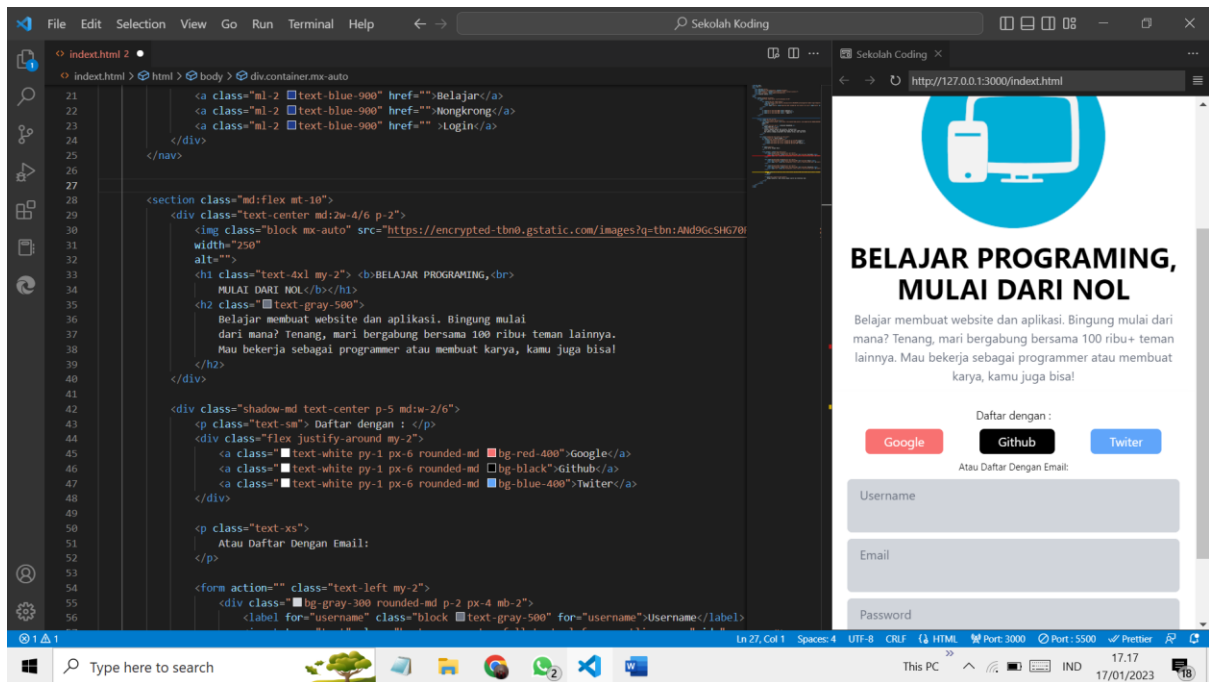 File Edit Selection View Go Run Terminal Help
Sekolah Koding
indext.html 2
indext.html > html > body > div.container.mx-auto
21 <a class="ml-2 text-blue-900" href="">Belajar</a>
22 <a class="ml-2 text-blue-900" href="">Nongkrong</a>
23 <a class="ml-2 text-blue-900" href="" >Login</a>
24 </div>
25 </nav>
26
27
28 <section class="md:flex mt-10">
29 <div class="text-center md:2w-4/6 p-2">
30 <img class="block mx-auto" src="https://encrypted-tbn0.gstatic.com/images?q=tbn:ANd9GcSHG70
31 width="250"
32 alt="">
33 <h1 class="text-4xl my-2"> <b>BELAJAR PROGRAMING,<br>
34 MULAI DARI NOL</b></h1>
35 <h2 class="text-gray-500">
36 Belajar membuat website dan aplikasi. Bingung mulai
37 dari mana? Tenang, mari bergabung bersama 100 ribu+ teman lainnya.
38 Mau bekerja sebagai programmer atau membuat karya, kamu juga bisa!
39 </h2>
40 </div>
41
42 <div class="shadow-md text-center p-5 md:w-2/6">
43 <p class="text-sm"> Daftar dengan : </p>
44 <div class="flex justify-around my-2">
45 <a class="text-white py-1 px-6 rounded-md bg-red-400">Google</a>
46 <a class="text-white py-1 px-6 rounded-md bg-black">Github</a>
47 <a class="text-white py-1 px-6 rounded-md bg-blue-400">Twiter</a>
48 </div>
49
50 <p class="text-xs">
51 Atau Daftar Dengan Email:
52 </p>
53
54 <form action="" class="text-left my-2">
55 <div class="bg-gray-300 rounded-md p-2 px-4 mb-2">
56 <label for="username" class="block text-gray-500" for="username">Username</label>
Sekolah Coding
http://127.0.0.1:3000/indext.html
BELAJAR PROGRAMING,
MULAI DARI NOL
Belajar membuat website dan aplikasi. Bingung mulai dari
mana? Tenang, mari bergabung bersama 100 ribu+ teman
lainnya. Mau bekerja sebagai programmer atau membuat
karya, kamu juga bisa!
Daftar dengan :
Google Github Twiter
Atau Daftar Dengan Email:
Username
Email
Password
1 1 Ln 27, Col 1 Spaces: 4 UTF-8 CRLF HTML Port: 3000 Port : 5500 Prettier
Type here to search
2
This PC IND
17.17
17/01/2023
18